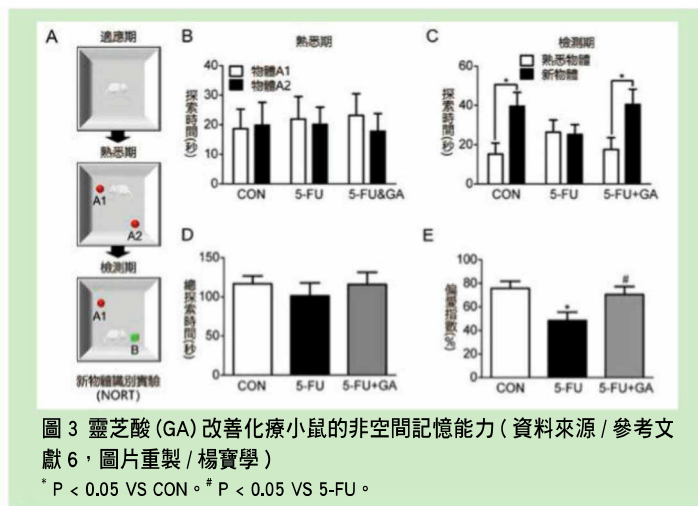 A
適應期
熟悉期
A1
A2
檢測期
A1
B
新物體識別實驗
(NORT)
B
熟悉期
物體A1
物體A2
探索時間(秒)
40
30
20
10
0
CON
5-FU
5-FU&GA
C
檢測期
熟悉物體
新物體
探索時間(秒)
60
40
20
0
*
*
CON
5-FU
5-FU+GA
D
總探索時間(秒)
150
100
50
0
CON
5-FU
5-FU+GA
E
偏愛指數(%)
100
80
60
40
20
0
*
#
CON
5-FU
5-FU+GA
圖 3 靈芝酸 (GA) 改善化療小鼠的非空間記憶能力 ( 資料來源 / 參考文
獻 6，圖片重製 / 楊寶學 )
* P < 0.05 VS CON。# P < 0.05 VS 5-FU。